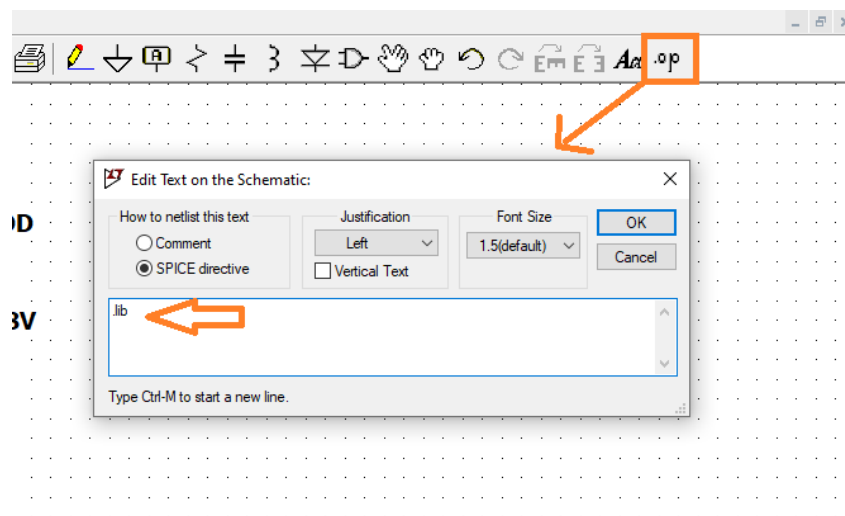 Aa .op
Edit Text on the Schematic:
How to netlist this text
Justification
Font Size
Comment
SPICE directive
Left
Vertical Text
1.5(default)
OK
Cancel
.lib
Type Ctrl-M to start a new line.
D
3V